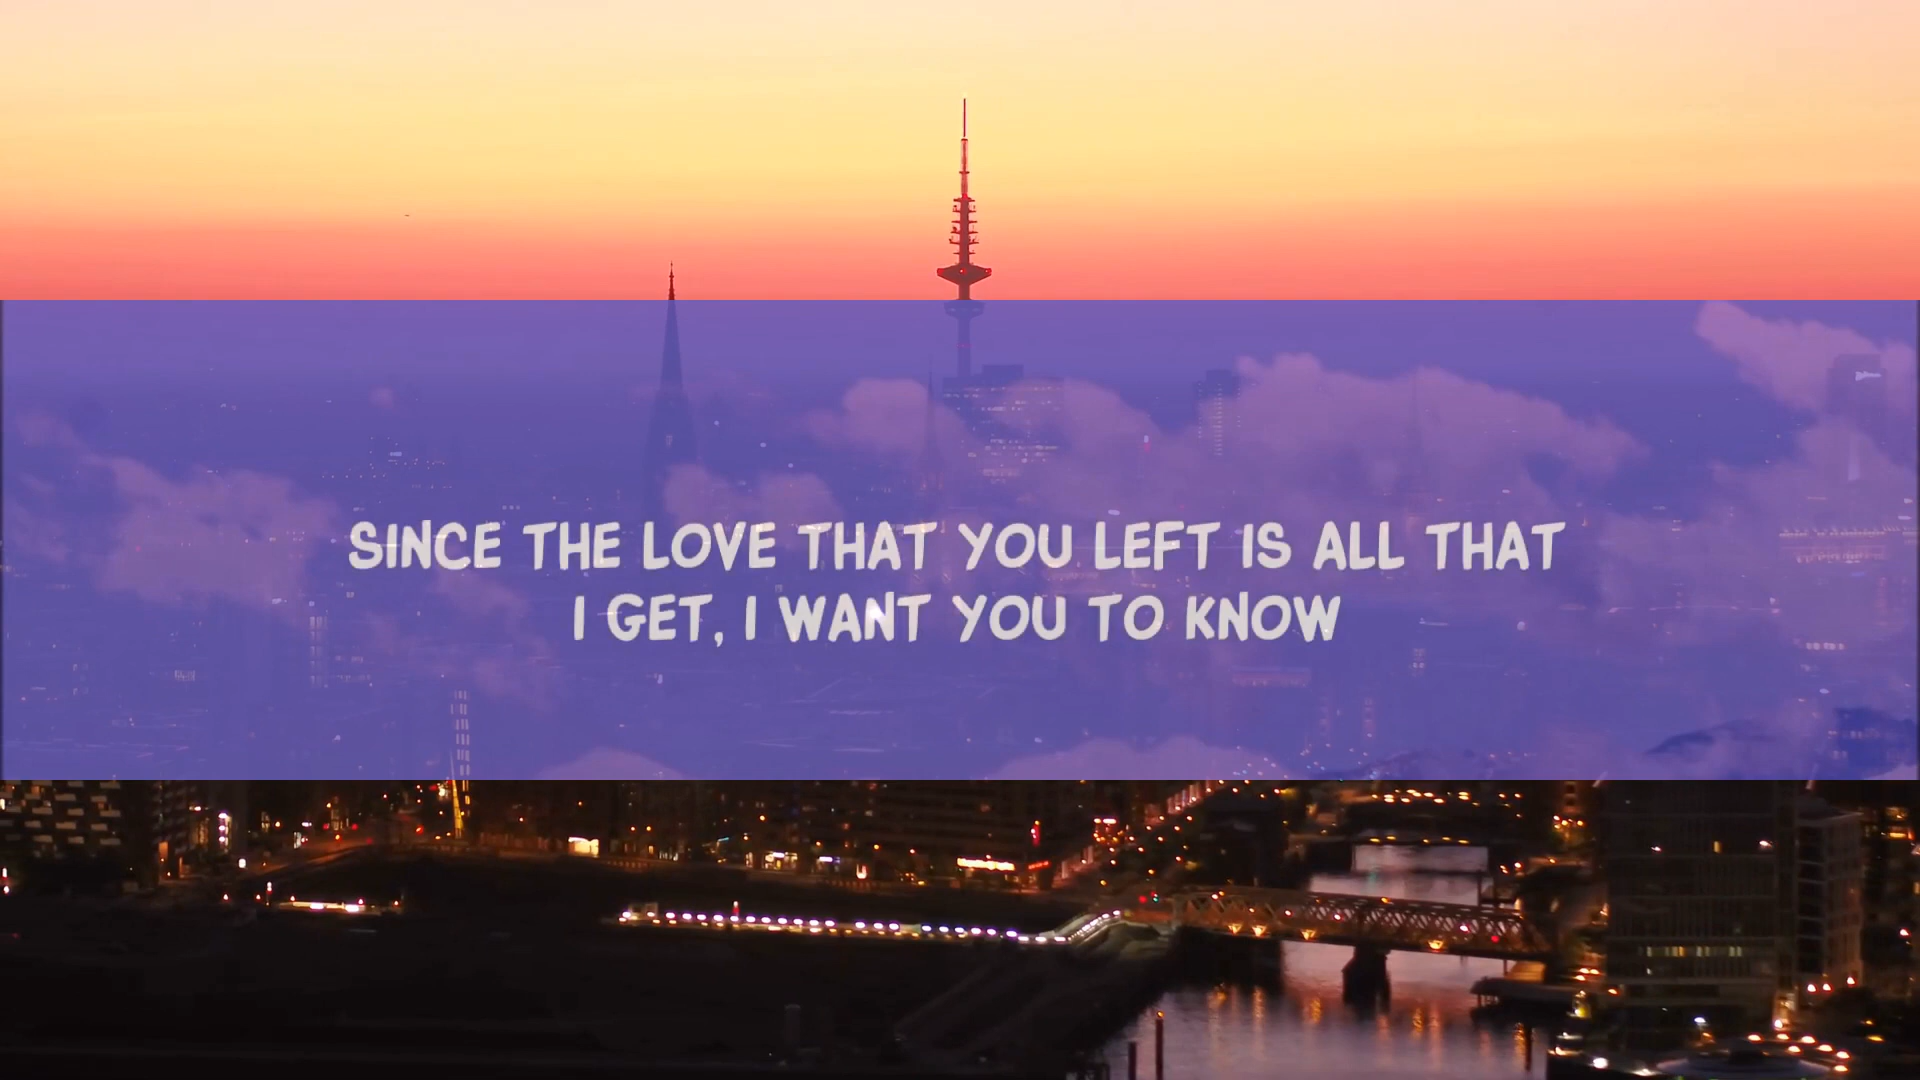 SINCE THE LOVE THAT YOU LEFT IS ALL THAT
I GET, I WANT YOU TO KNOW